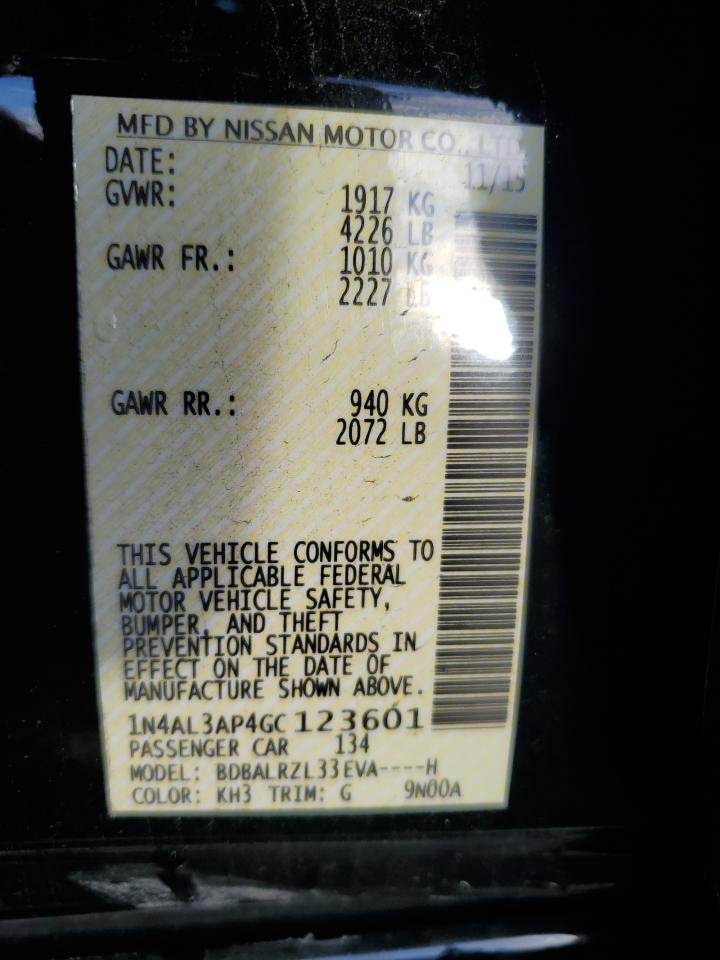 MFD BY NISSAN MOTOR CO., LTD
DATE: 11/15
GVWR: 1917 KG
4226 LB
GAWR FR.: 1010 KG
2227 LB
GAWR RR.: 940 KG
2072 LB
THIS VEHICLE CONFORMS TO
ALL APPLICABLE FEDERAL
MOTOR VEHICLE SAFETY,
BUMPER, AND THEFT
PREVENTION STANDARDS IN
EFFECT ON THE DATE OF
MANUFACTURE SHOWN ABOVE.
1N4AL3AP4GC123601
PASSENGER CAR 134
MODEL: BDBALRZL33EVA----H
COLOR: KH3 TRIM: G 9N00A